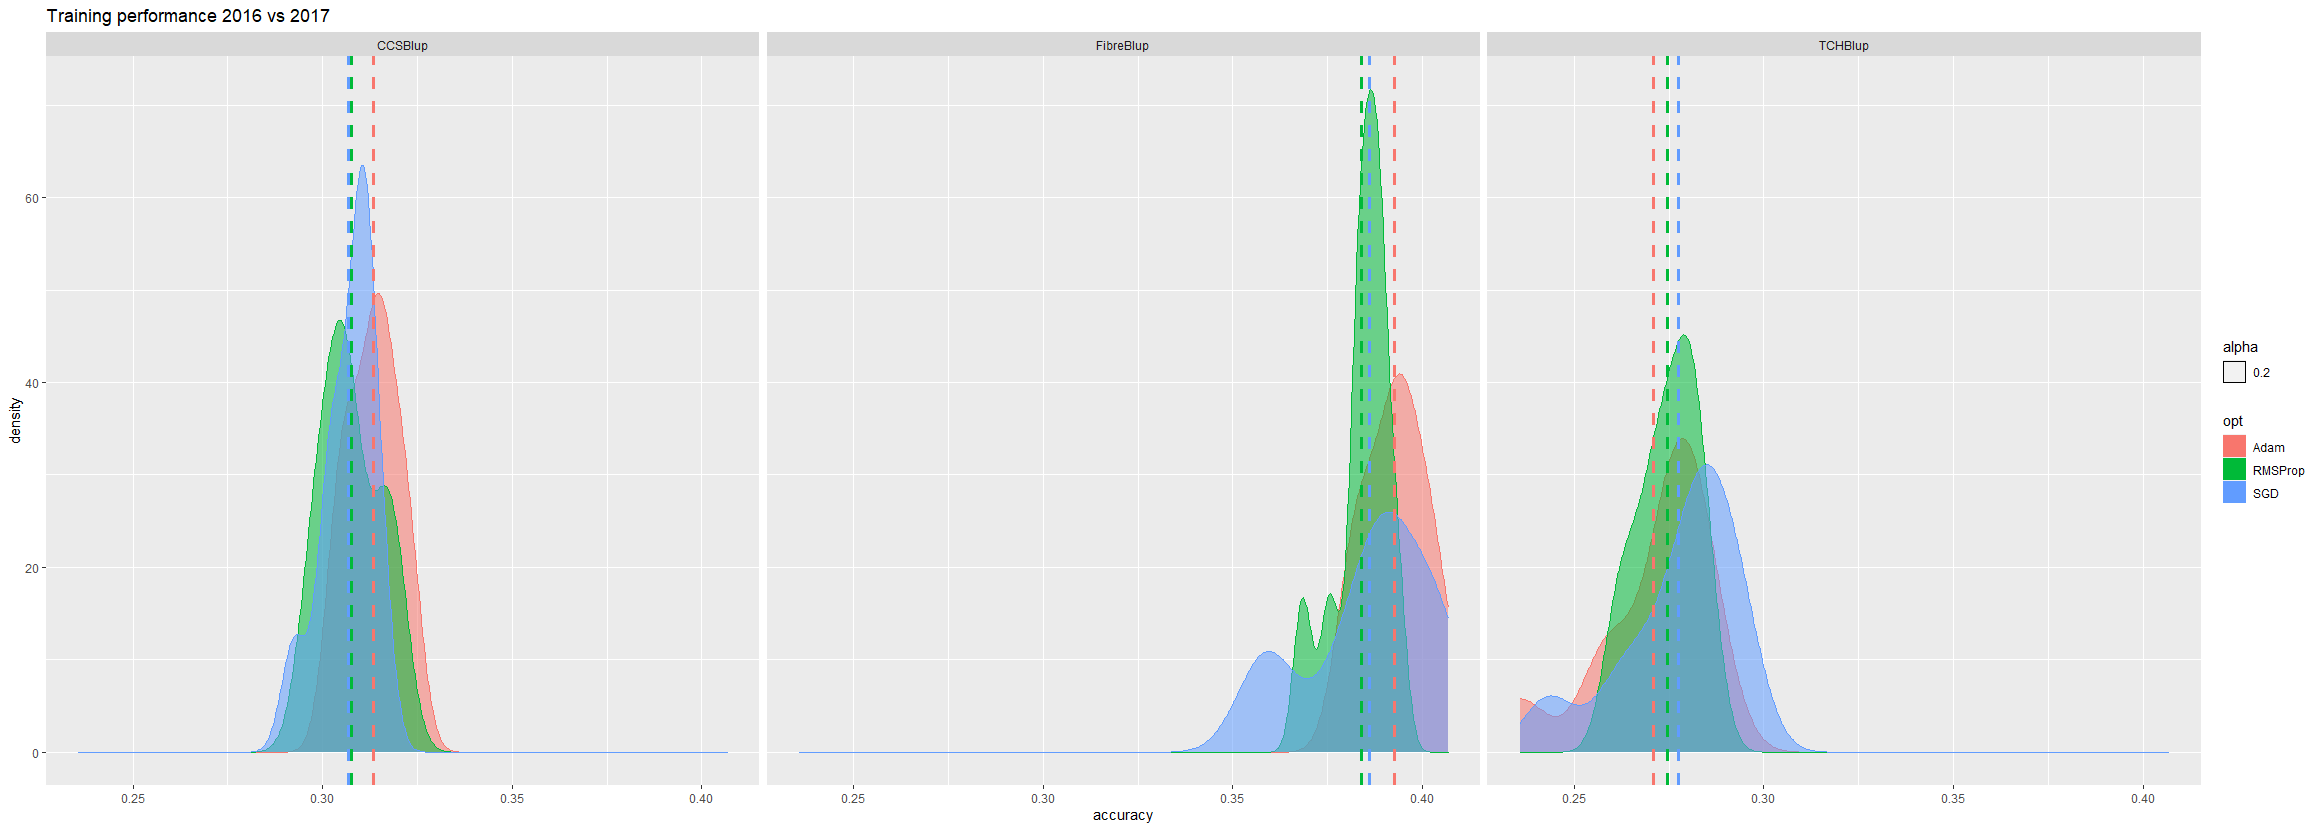 Training performance 2016 vs 2017
CCSBlup
FibreBlup
TCHBlup
density
60
40
20
0
0.25
0.30
0.35
0.40
0.25
0.30
0.35
0.40
0.25
0.30
0.35
0.40
accuracy
alpha
0.2
opt
Adam
RMSProp
SGD